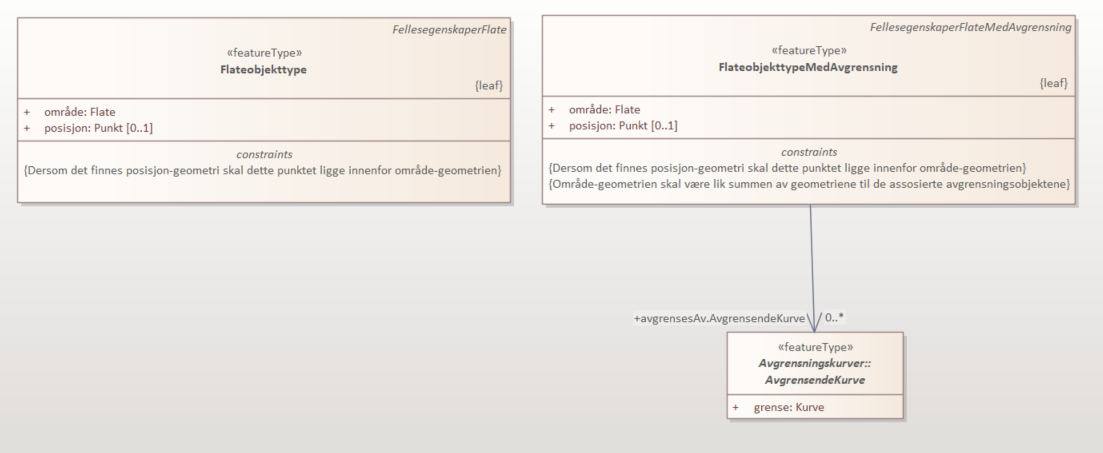 FellesegenskaperFlate
«featureType»
Flateobjekttype
{leaf}
+ område: Flate
+ posisjon: Punkt [0..1]
constraints
{Dersom det finnes posisjon-geometri skal dette punktet ligge innenfor område-geometrien}
FellesegenskaperFlateMedAvgrensning
«featureType»
FlateobjekttypeMedAvgrensning
{leaf}
+ område: Flate
+ posisjon: Punkt [0..1]
constraints
{Dersom det finnes posisjon-geometri skal dette punktet ligge innenfor område-geometrien}
{Område-geometrien skal være lik summen av geometriene til de assosierte avgrensningsobjektene}
+avgrensesAv.AvgrensendeKurve 0..*
«featureType»
Avgrensningskurver::
AvgrensendeKurve
+ grense: Kurve